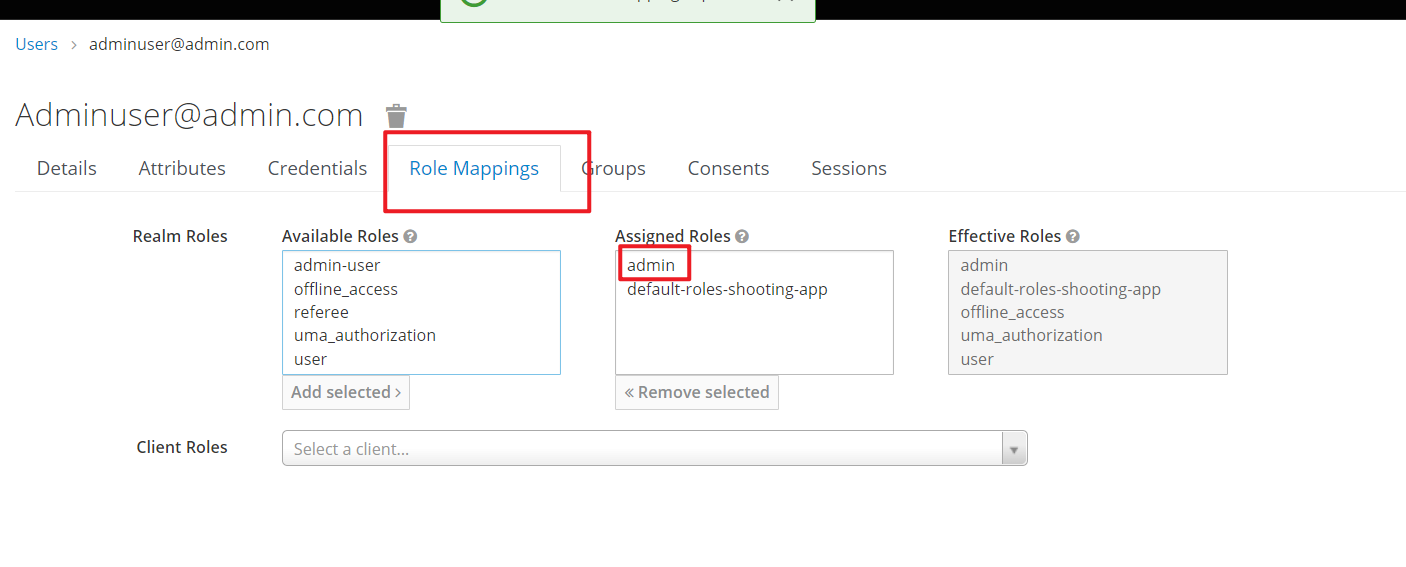 Users > adminuser@admin.com
Adminuser@admin.com
Details Attributes Credentials Role Mappings Groups Consents Sessions
Realm Roles
Available Roles
admin-user
offline_access
referee
uma_authorization
user
Add selected >
Assigned Roles
admin
default-roles-shooting-app
« Remove selected
Effective Roles
admin
default-roles-shooting-app
offline_access
uma_authorization
user
Client Roles
Select a client...